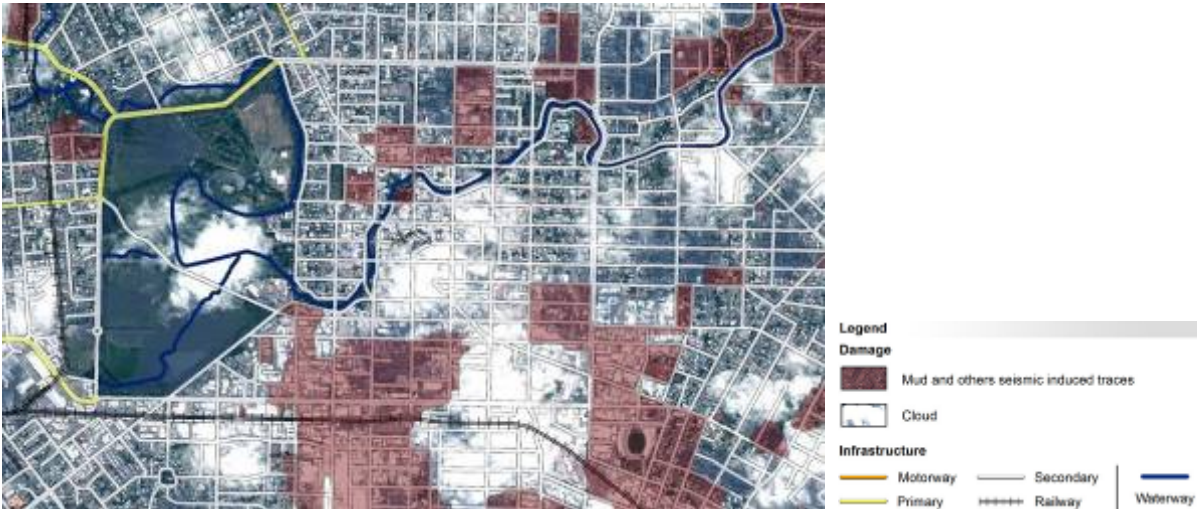 Legend
Damage
Mud and others seismic induced traces
Cloud
Infrastructure
Motorway
Secondary
Primary
Railway
Waterway